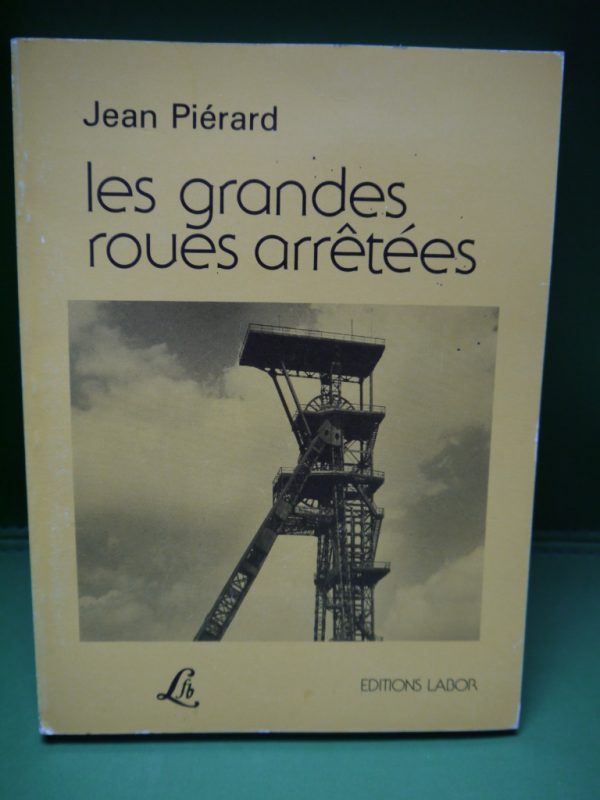 Jean Piérard
les grandes
roues arrêtées
Lfb
EDITIONS LABOR